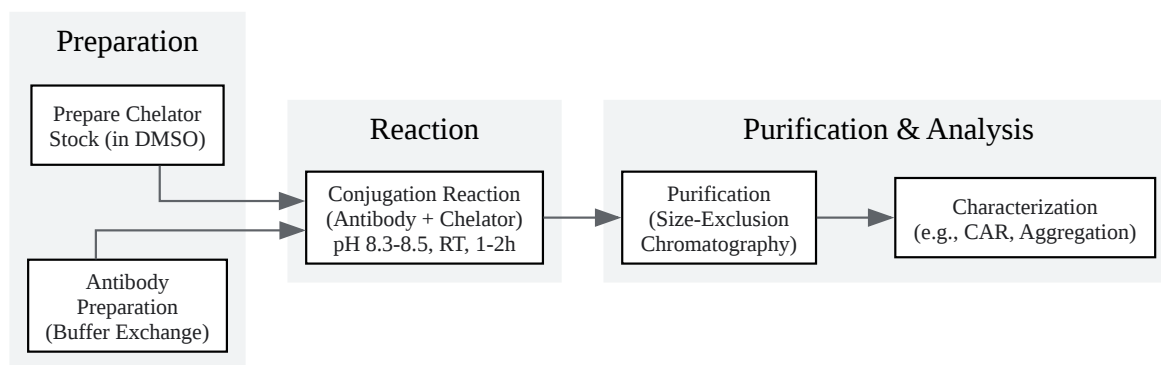 Preparation
Prepare Chelator
Stock (in DMSO)
Antibody
Preparation
(Buffer Exchange)
Reaction
Conjugation Reaction
(Antibody + Chelator)
pH 8.3-8.5, RT, 1-2h
Purification & Analysis
Purification
(Size-Exclusion
Chromatography)
Characterization
(e.g., CAR, Aggregation)